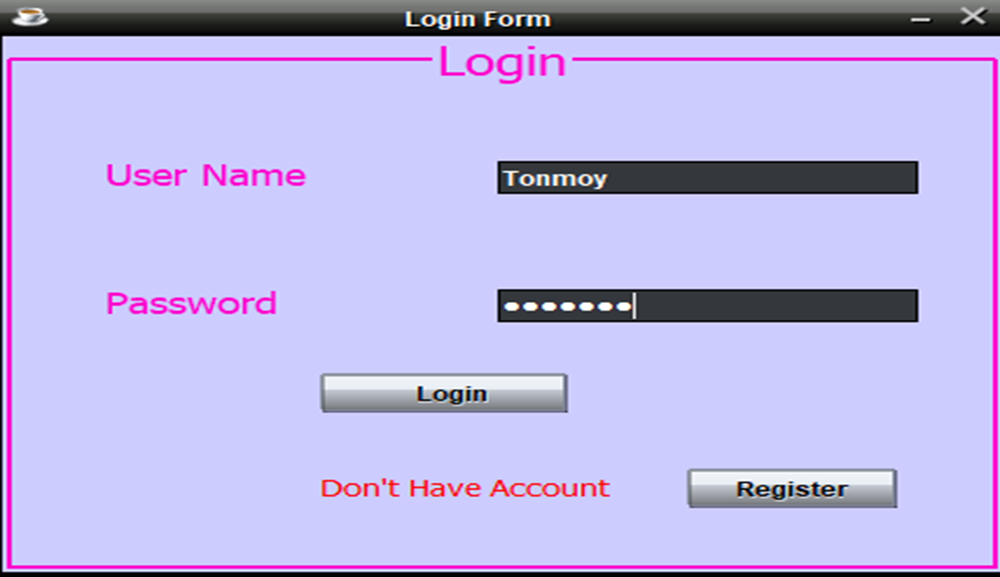 Login Form
Login
User Name
Tonmoy
Password
•••••••
Login
Don't Have Account
Register